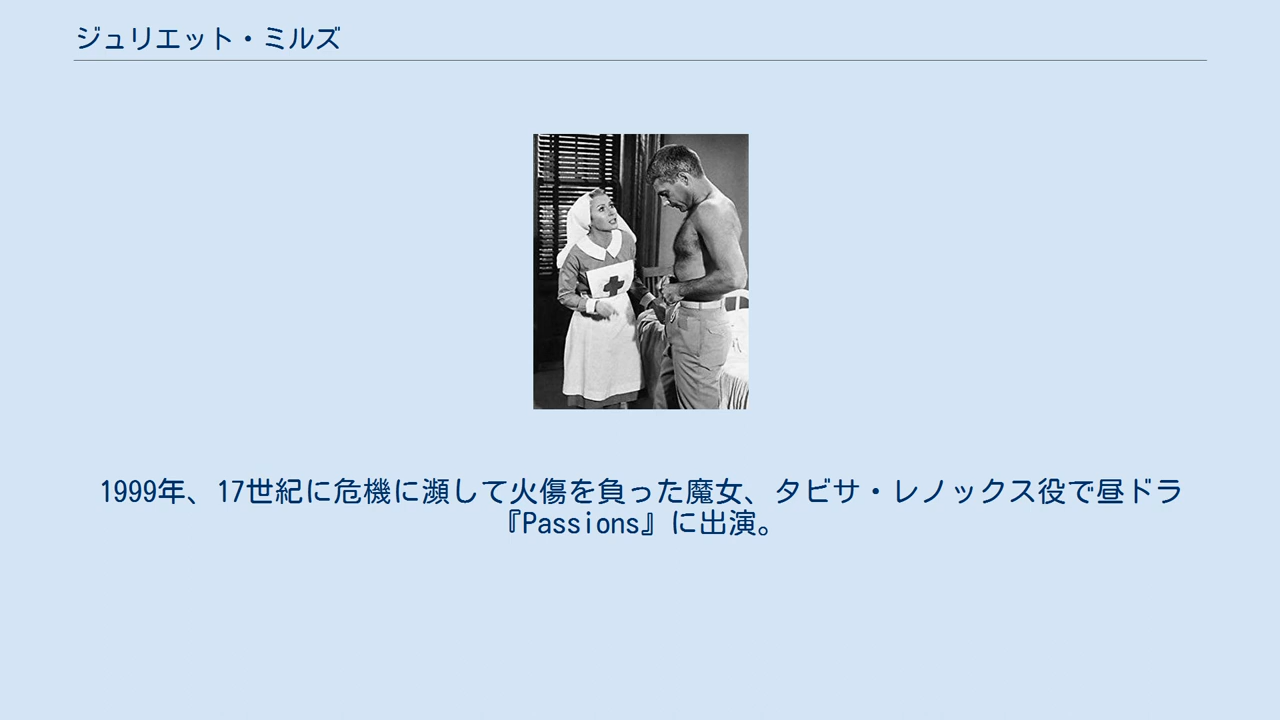 ジュリエット・ミルズ
1999年、17世紀に危機に瀕して火傷を負った魔女、タビサ・レノックス役で昼ドラ
『Passions』に出演。